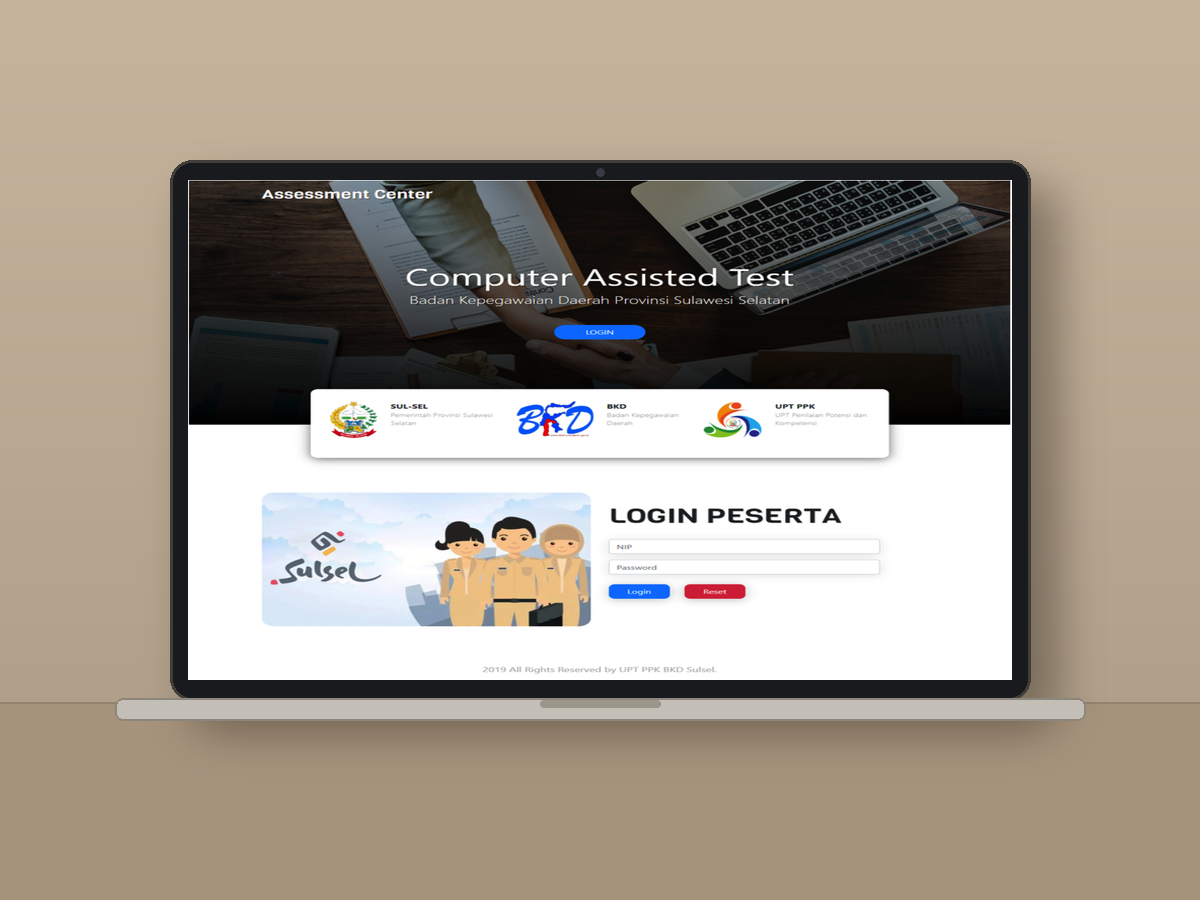 Assessment Center
Computer Assisted Test
Badan Kepegawaian Daerah Provinsi Sulawesi Selatan
LOGIN
SUL-SEL
Pemerintah Provinsi Sulawesi
Selatan
BKD
BKD
Badan Kepegawaian
Daerah
UPT PPK
UPT Penilaian Potensi dan
Kompetensi
Sulsel
LOGIN PESERTA
NIP
Password
Login
Reset
2019 All Rights Reserved by UPT PPK BKD Sulsel.